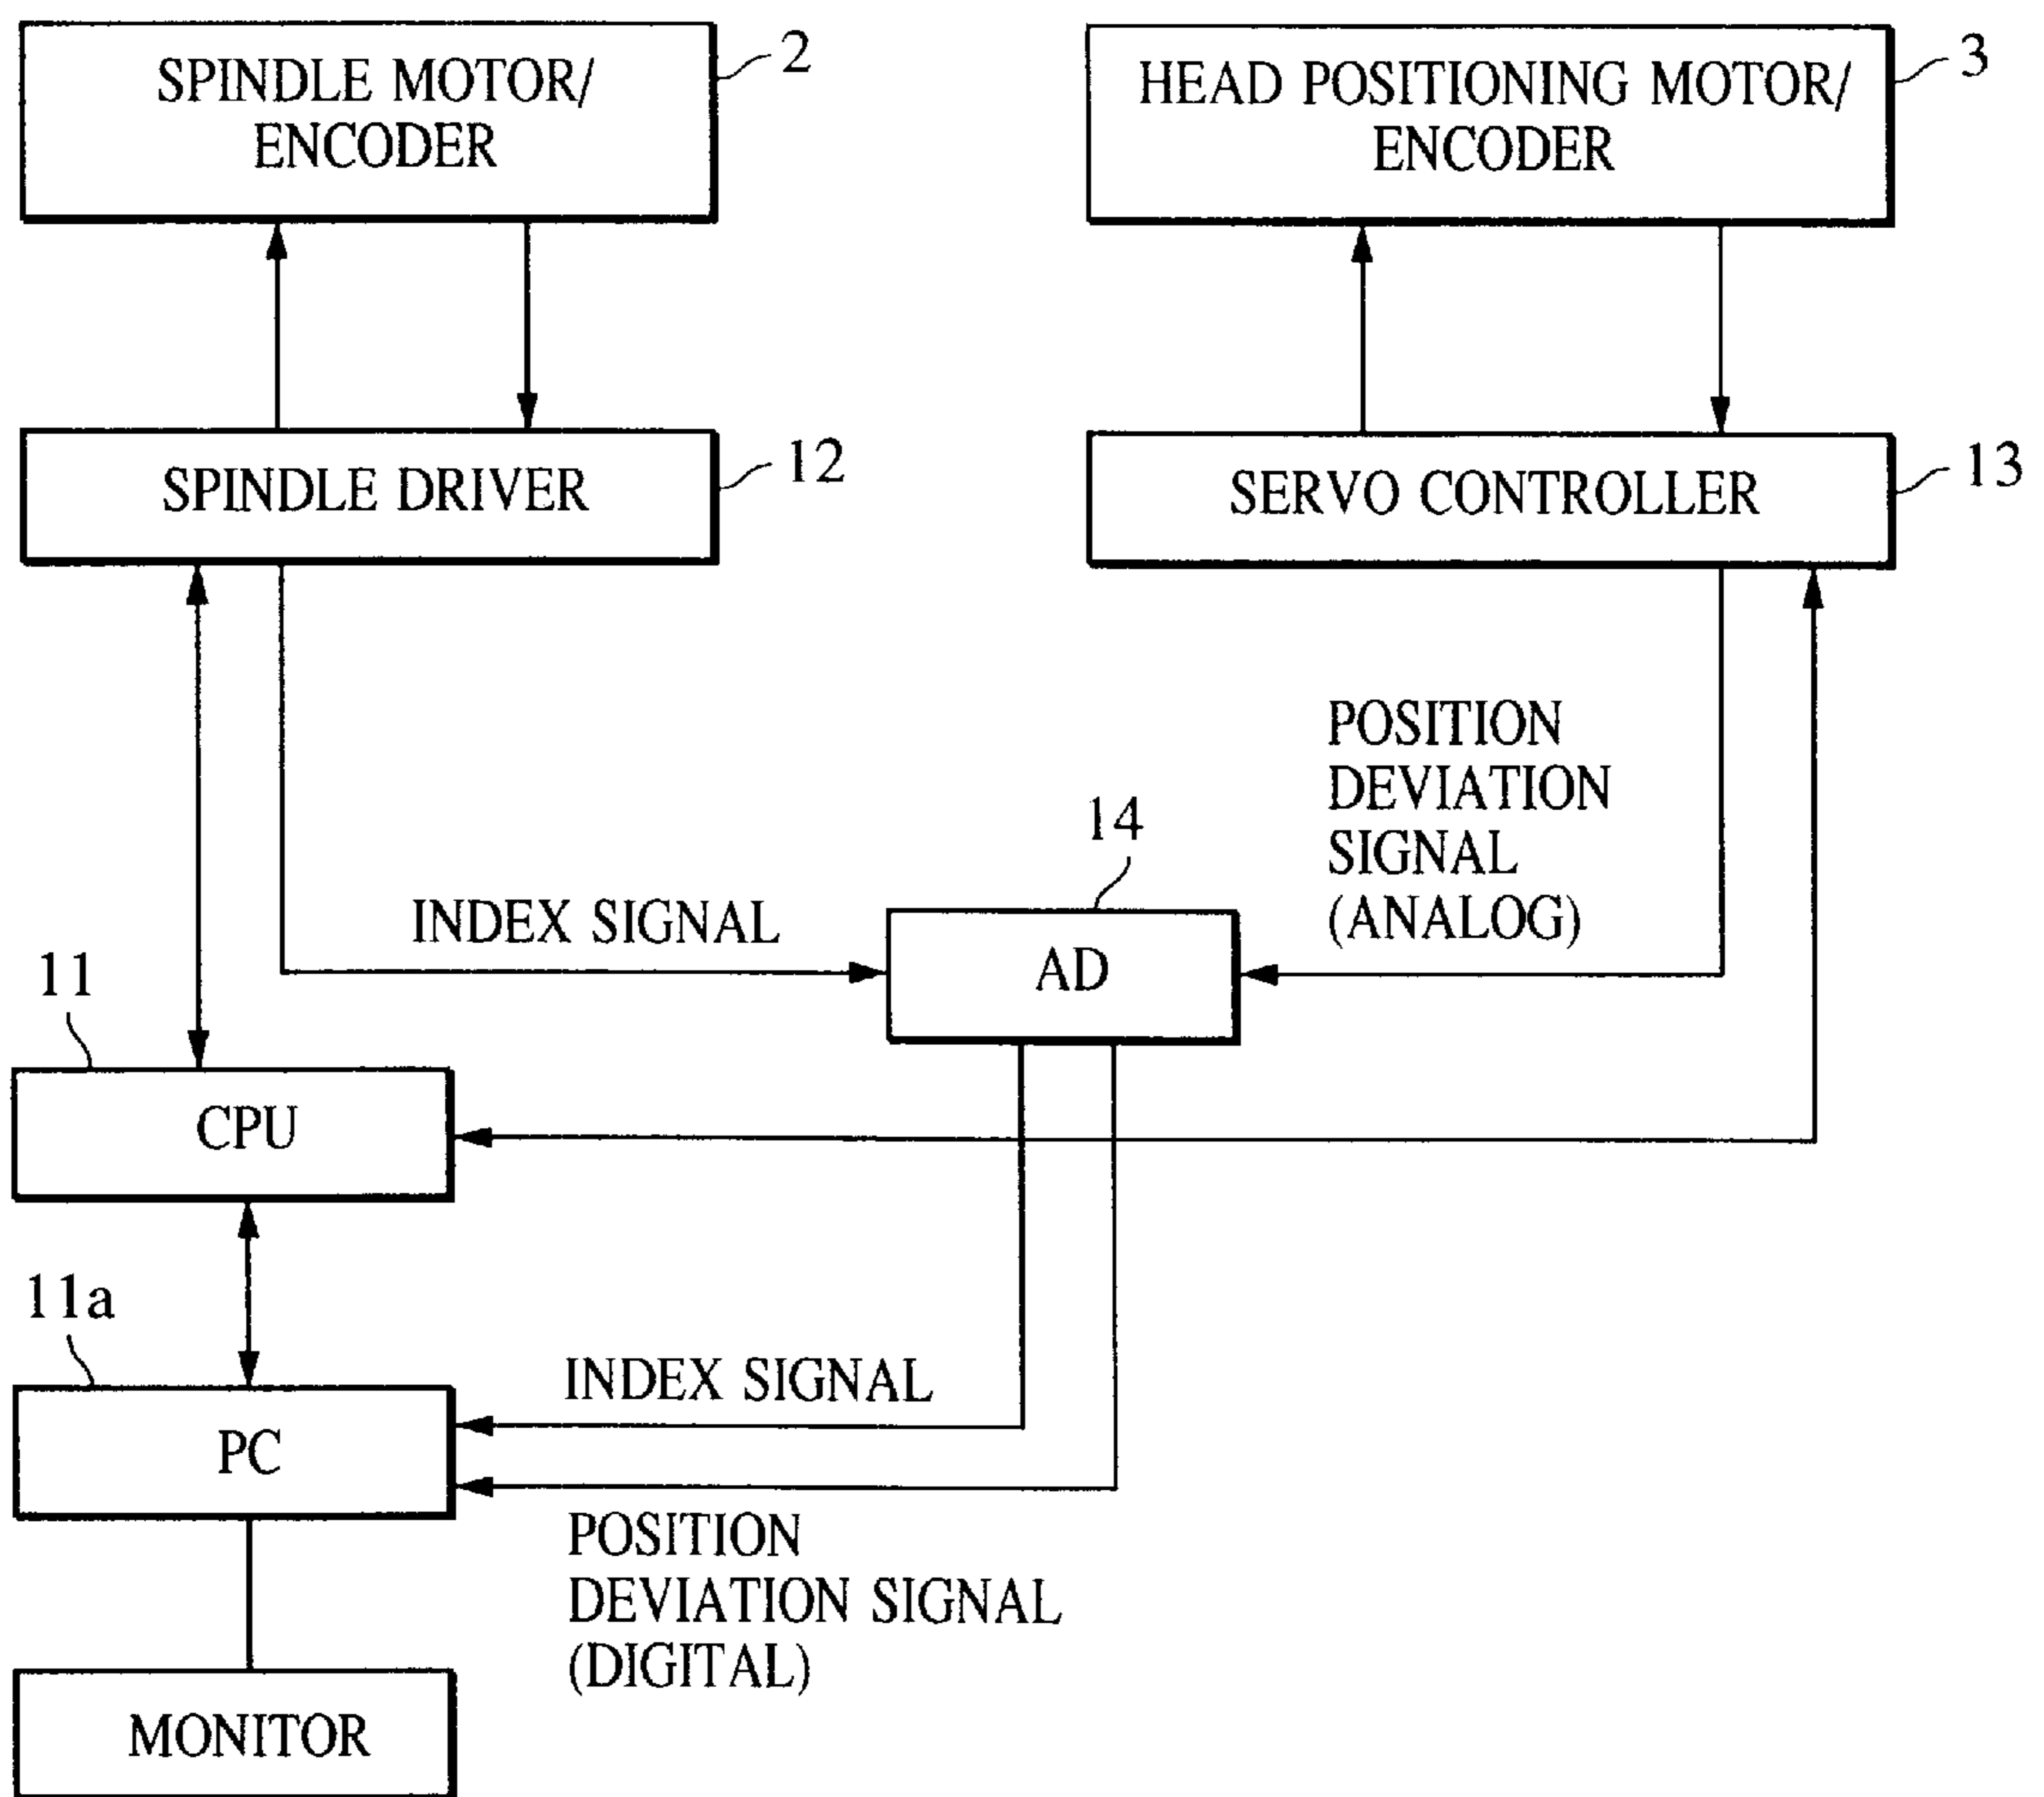 SPINDLE MOTOR/
ENCODER
2
HEAD POSITIONING MOTOR/
ENCODER
3
SPINDLE DRIVER
12
SERVO CONTROLLER
13
POSITION
DEVIATION
SIGNAL
(ANALOG)
14
INDEX SIGNAL
AD
11
CPU
11a
INDEX SIGNAL
PC
POSITION
DEVIATION SIGNAL
(DIGITAL)
MONITOR